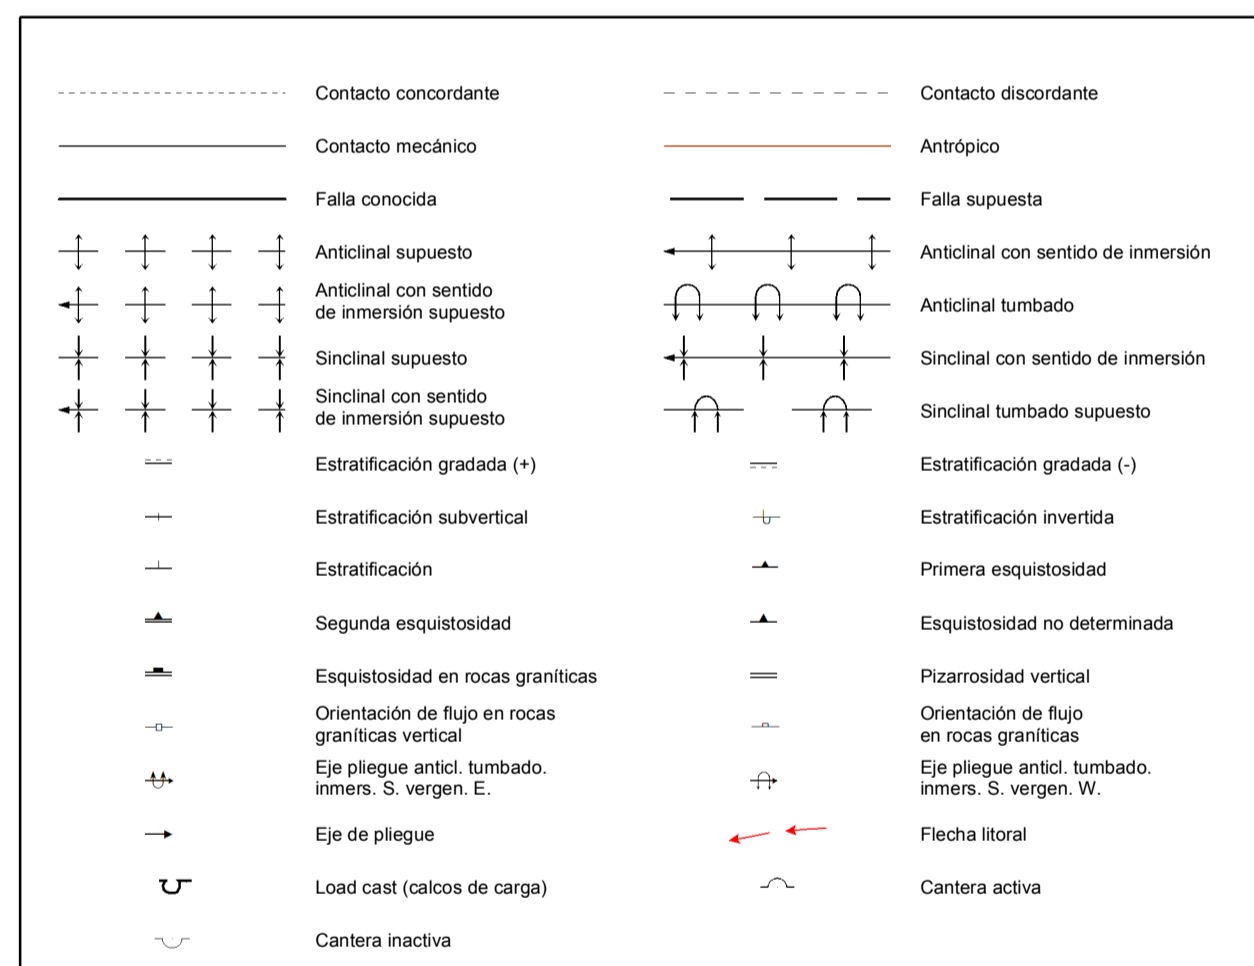 Contacto concordante
Contacto discordante
Contacto mecánico
Antrópico
Falla conocida
Falla supuesta
Anticlinal supuesto
Anticlinal con sentido de inmersión
Anticlinal con sentido
de inmersión supuesto
Anticlinal tumbado
Sinclinal supuesto
Sinclinal con sentido de inmersión
Sinclinal con sentido
de inmersión supuesto
Sinclinal tumbado supuesto
Estratificación gradada (+)
Estratificación gradada (-)
Estratificación subvertical
Estratificación invertida
Estratificación
Primera esquistosidad
Segunda esquistosidad
Esquistosidad no determinada
Esquistosidad en rocas graníticas
Pizarrosidad vertical
Orientación de flujo en rocas
graníticas vertical
Orientación de flujo
en rocas graníticas
Eje pliegue anticl. tumbado.
inmers. S. vergen. E.
Eje pliegue anticl. tumbado.
inmers. S. vergen. W.
Eje de pliegue
Flecha litoral
Load cast (calcos de carga)
Cantera activa
Cantera inactiva